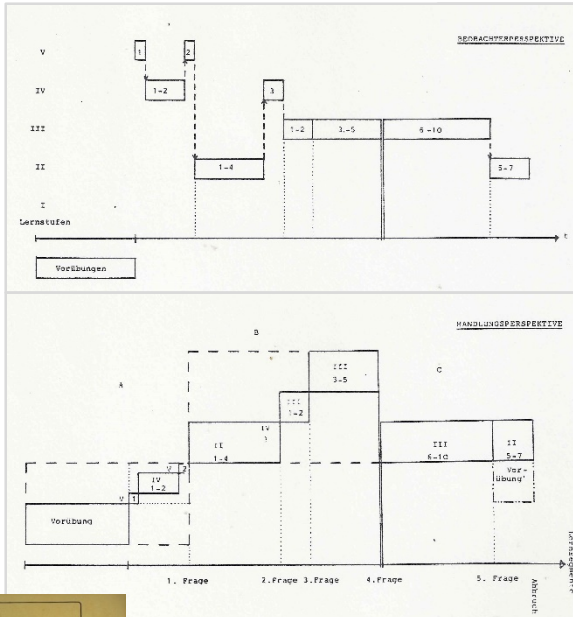 BEOBACHTERPERSPEKTIVE
V 1 2
IV 1-2 3
III 1-2 3-5 6-10
II 1-4 5-7
I
Lernstufen t
Vorübungen
HANDLUNGSPERSPEKTIVE
B
A C
III
3-5
III
1-2
IV
3
II
1-4
III
6-10
II
5-7
V 2
IV
1-2
V 1
Vor-
übung'
Vorübung
1. Frage 2.Frage 3.Frage 4.Frage 5. Frage
Abbruch